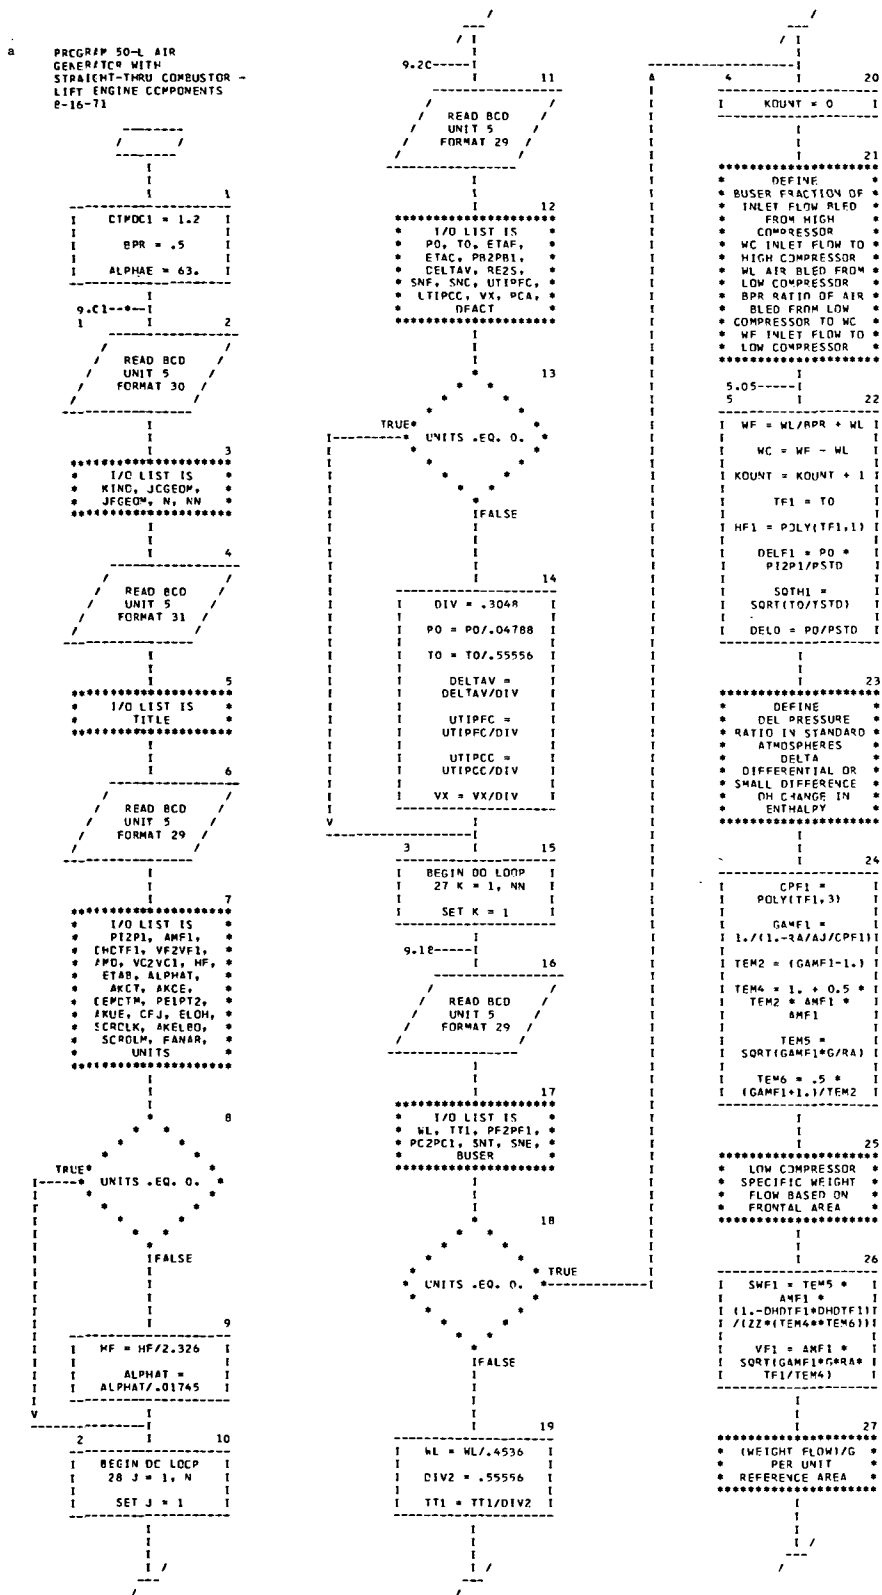 a
PROGRAM 50-L AIR
GENERATOR WITH
STRAIGHT-THRU COMBUSTOR -
LIFT ENGINE COMPONENTS
8-16-71
1
CTMDC1 = 1.2
BPR = .5
ALPHAE = 63.
9.C1--*--
1
2
READ BCD
UNIT 5
FORMAT 30
3
I/O LIST IS
KIND, JCGEOM,
JFGEOM, N, NN
4
READ BCD
UNIT 5
FORMAT 31
5
I/O LIST IS
TITLE
6
READ BCD
UNIT 5
FORMAT 29
7
I/O LIST IS
PI2P1, AMF1,
DHCTF1, VF2VF1,
AMD, VC2VC1, HF,
ETAB, ALPHAT,
AKCT, AKCE,
CEMCTM, PE1PT2,
AKUE, CFJ, ELOH,
SCROLK, AKELBO,
SCROLM, FANAR,
UNITS
8
TRUE
UNITS .EQ. 0.
FALSE
9
HF = HF/2.326
ALPHAT =
ALPHAT/.01745
2
10
BEGIN DO LOOP
28 J = 1, N
SET J = 1
9.20-----
11
READ BCD
UNIT 5
FORMAT 29
12
I/O LIST IS
PO, TO, ETAF,
ETAC, PB2PB1,
DELTAV, RE2S,
SNF, SNC, UTIPFC,
UTIPCC, VX, PCA,
DFACT
13
TRUE
UNITS .EQ. 0.
FALSE
14
DIV = .3048
PO = PO/.04788
TO = TO/.55556
DELTAV =
DELTAV/DIV
UTIPFC =
UTIPFC/DIV
UTIPCC =
UTIPCC/DIV
VX = VX/DIV
3
15
BEGIN DO LOOP
27 K = 1, NN
SET K = 1
9.18-----
16
READ BCD
UNIT 5
FORMAT 29
17
I/O LIST IS
WL, TT1, PF2PF1,
PC2PC1, SNT, SNE,
BUSER
18
UNITS .EQ. 0.
TRUE
FALSE
19
WL = WL/.4536
DIV2 = .55556
TT1 = TT1/DIV2
4
20
KOUNT = 0
21
DEFINE
BUSER FRACTION OF
INLET FLOW BLED
FROM HIGH
COMPRESSOR
WC INLET FLOW TO
HIGH COMPRESSOR
WL AIR BLED FROM
LOW COMPRESSOR
BPR RATIO OF AIR
BLED FROM LOW
COMPRESSOR TO WC
WF INLET FLOW TO
LOW COMPRESSOR
5.05-----
5
22
WF = WL/BPR + WL
WC = WF - WL
KOUNT = KOUNT + 1
TF1 = TO
HF1 = POLY(TF1,1)
DELF1 = PO *
PI2P1/PSTD
SQTH1 =
SQRT(TO/TSTD)
DELO = PO/PSTD
23
DEFINE
DEL PRESSURE
RATIO IN STANDARD
ATMOSPHERES
DELTA
DIFFERENTIAL OR
SMALL DIFFERENCE
DH CHANGE IN
ENTHALPY
24
CPF1 =
POLY(TF1,3)
GAMF1 =
1./(1.-RA/AJ/CPF1)
TEM2 = (GAMF1-1.)
TEM4 = 1. + 0.5 *
TEM2 * AMF1 *
AMF1
TEM5 =
SQRT(GAMF1*G/RA)
TEM6 = .5 *
(GAMF1+1.)/TEM2
25
LOW COMPRESSOR
SPECIFIC WEIGHT
FLOW BASED ON
FRONTAL AREA
26
SWF1 = TEM5 *
AMF1 *
(1.-DHDTF1*DHDTF1)
/(ZZ*(TEM4**TEM6))
VF1 = AMF1 *
SQRT(GAMF1*G*RA*
TF1/TEM4)
27
(WEIGHT FLOW)/G
PER UNIT
REFERENCE AREA